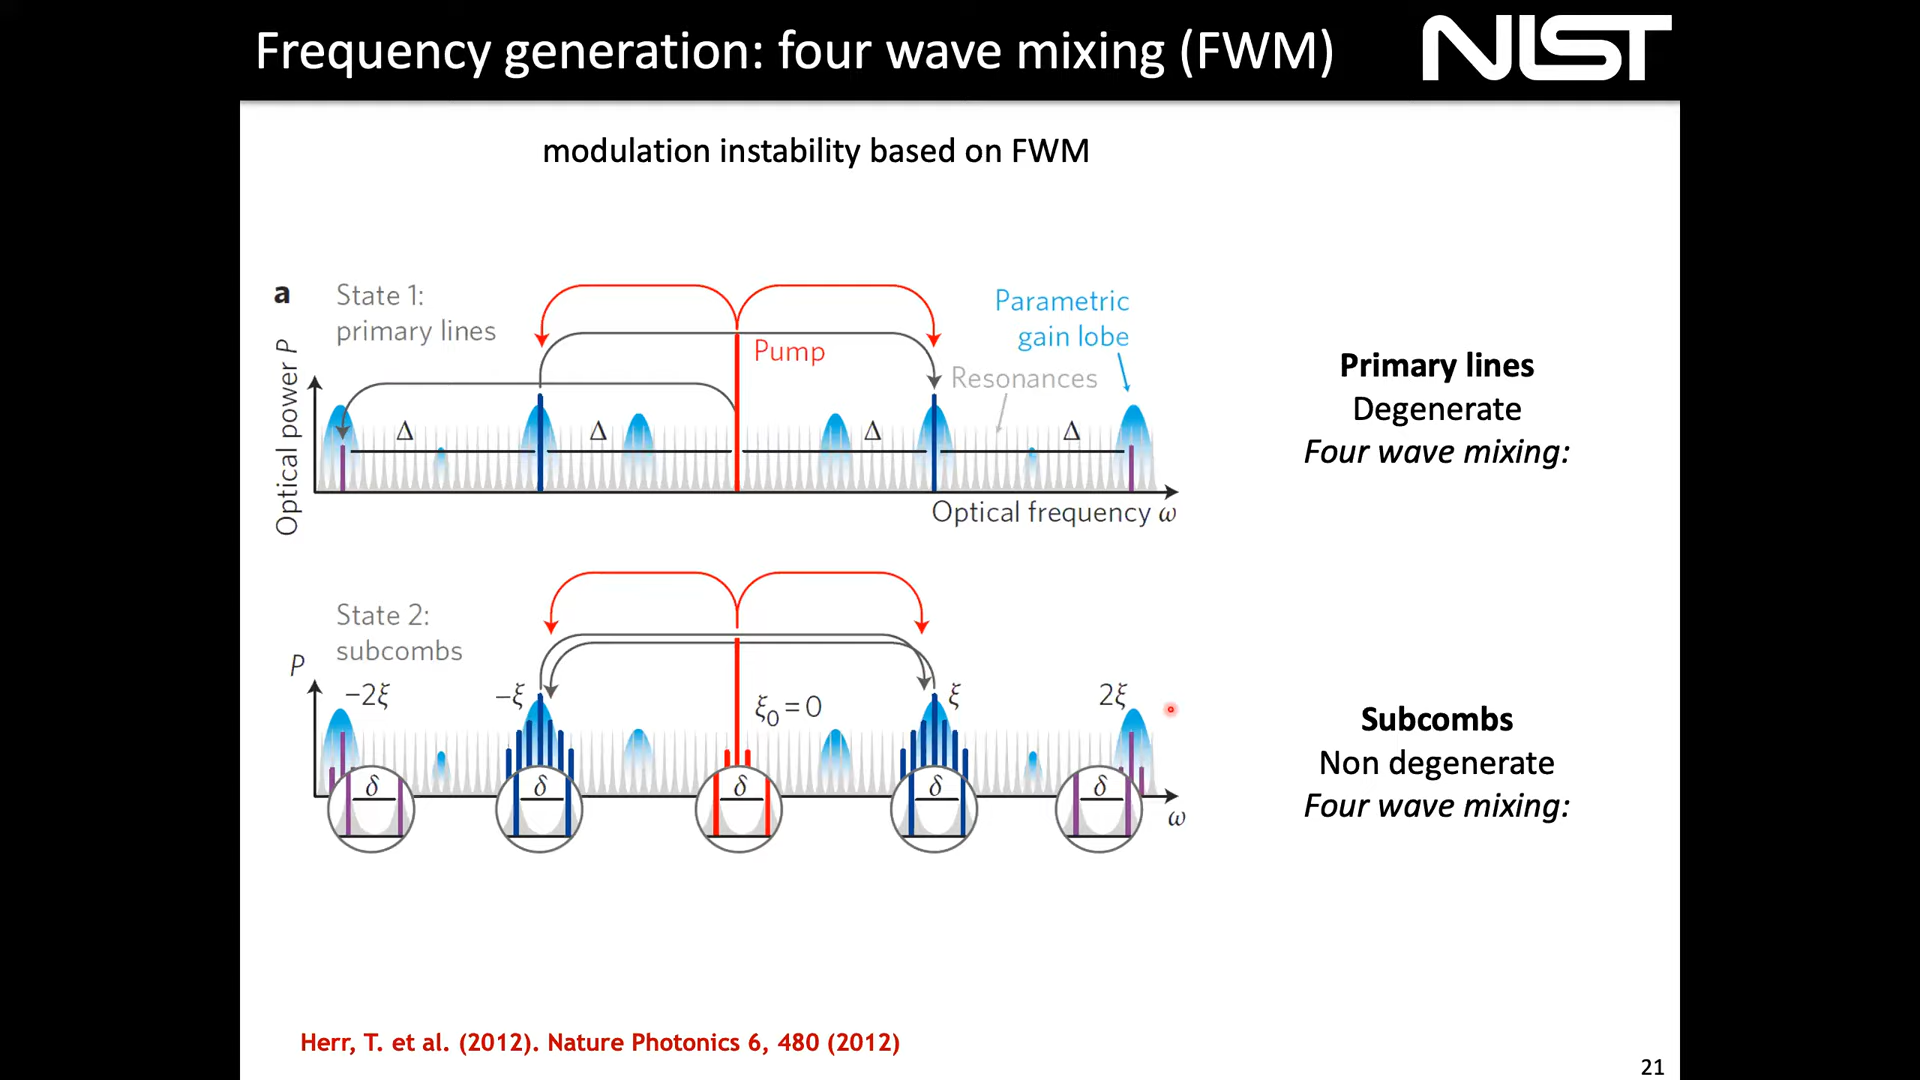 Frequency generation: four wave mixing (FWM)
NIST
modulation instability based on FWM
a
State 1:
primary lines
Parametric
gain lobe
Pump
Resonances
Optical power P
Δ Δ Δ Δ
Optical frequency ω
Primary lines
Degenerate
Four wave mixing:
State 2:
subcombs
P
−2ξ −ξ ξ₀ = 0 ξ 2ξ
δ δ δ δ δ
ω
Subcombs
Non degenerate
Four wave mixing:
Herr, T. et al. (2012). Nature Photonics 6, 480 (2012)
21